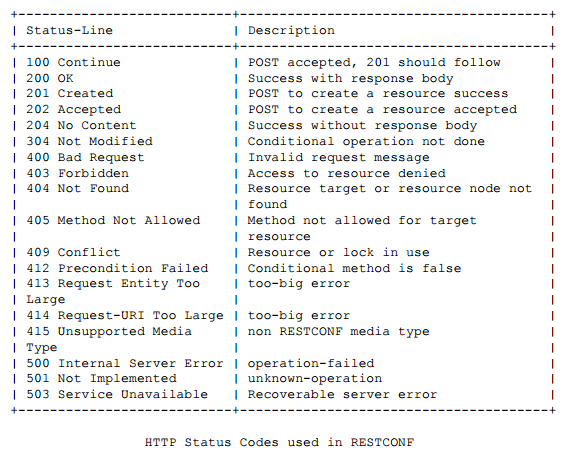 +---------------------------+---------------------------------------+
| Status-Line | Description |
+---------------------------+---------------------------------------+
| 100 Continue | POST accepted, 201 should follow |
| 200 OK | Success with response body |
| 201 Created | POST to create a resource success |
| 202 Accepted | POST to create a resource accepted |
| 204 No Content | Success without response body |
| 304 Not Modified | Conditional operation not done |
| 400 Bad Request | Invalid request message |
| 403 Forbidden | Access to resource denied |
| 404 Not Found | Resource target or resource node not |
| | found |
| 405 Method Not Allowed | Method not allowed for target |
| | resource |
| 409 Conflict | Resource or lock in use |
| 412 Precondition Failed | Conditional method is false |
| 413 Request Entity Too | too-big error |
| Large | |
| 414 Request-URI Too Large | too-big error |
| 415 Unsupported Media | non RESTCONF media type |
| Type | |
| 500 Internal Server Error | operation-failed |
| 501 Not Implemented | unknown-operation |
| 503 Service Unavailable | Recoverable server error |
+---------------------------+---------------------------------------+
HTTP Status Codes used in RESTCONF